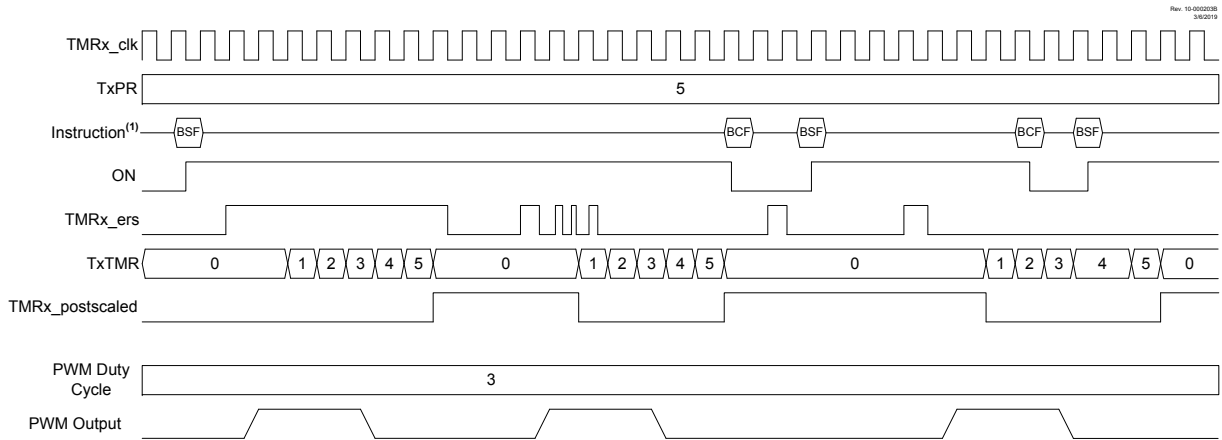 Rev. 10-000203B
3/6/2019
TMRx_clk
TxPR 5
Instruction(1) BSF BCF BSF BCF BSF
ON
TMRx_ers
TxTMR 0 1 2 3 4 5 0 1 2 3 4 5 0 1 2 3 4 5 0
TMRx_postscaled
PWM Duty
Cycle 3
PWM Output